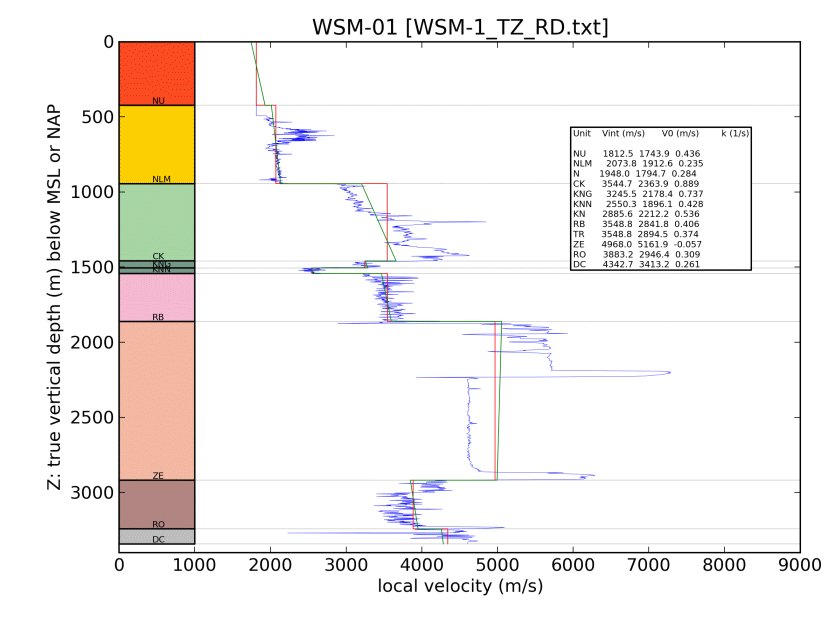 WSM-01 [WSM-1_TZ_RD.txt]
Z: true vertical depth (m) below MSL or NAP
0
500
1000
1500
2000
2500
3000
NU
NLM
CK
KNG
KNN
RB
ZE
RO
DC
Unit Vint (m/s) V0 (m/s) k (1/s)
NU 1812.5 1743.9 0.436
NLM 2073.8 1912.6 0.235
N 1948.0 1794.7 0.284
CK 3544.7 2363.9 0.889
KNG 3245.5 2178.4 0.737
KNN 2550.3 1896.1 0.428
KN 2885.6 2212.2 0.536
RB 3548.8 2841.8 0.406
TR 3548.8 2894.5 0.374
ZE 4968.0 5161.9 -0.057
RO 3883.2 2946.4 0.309
DC 4342.7 3413.2 0.261
0 1000 2000 3000 4000 5000 6000 7000 8000 9000
local velocity (m/s)